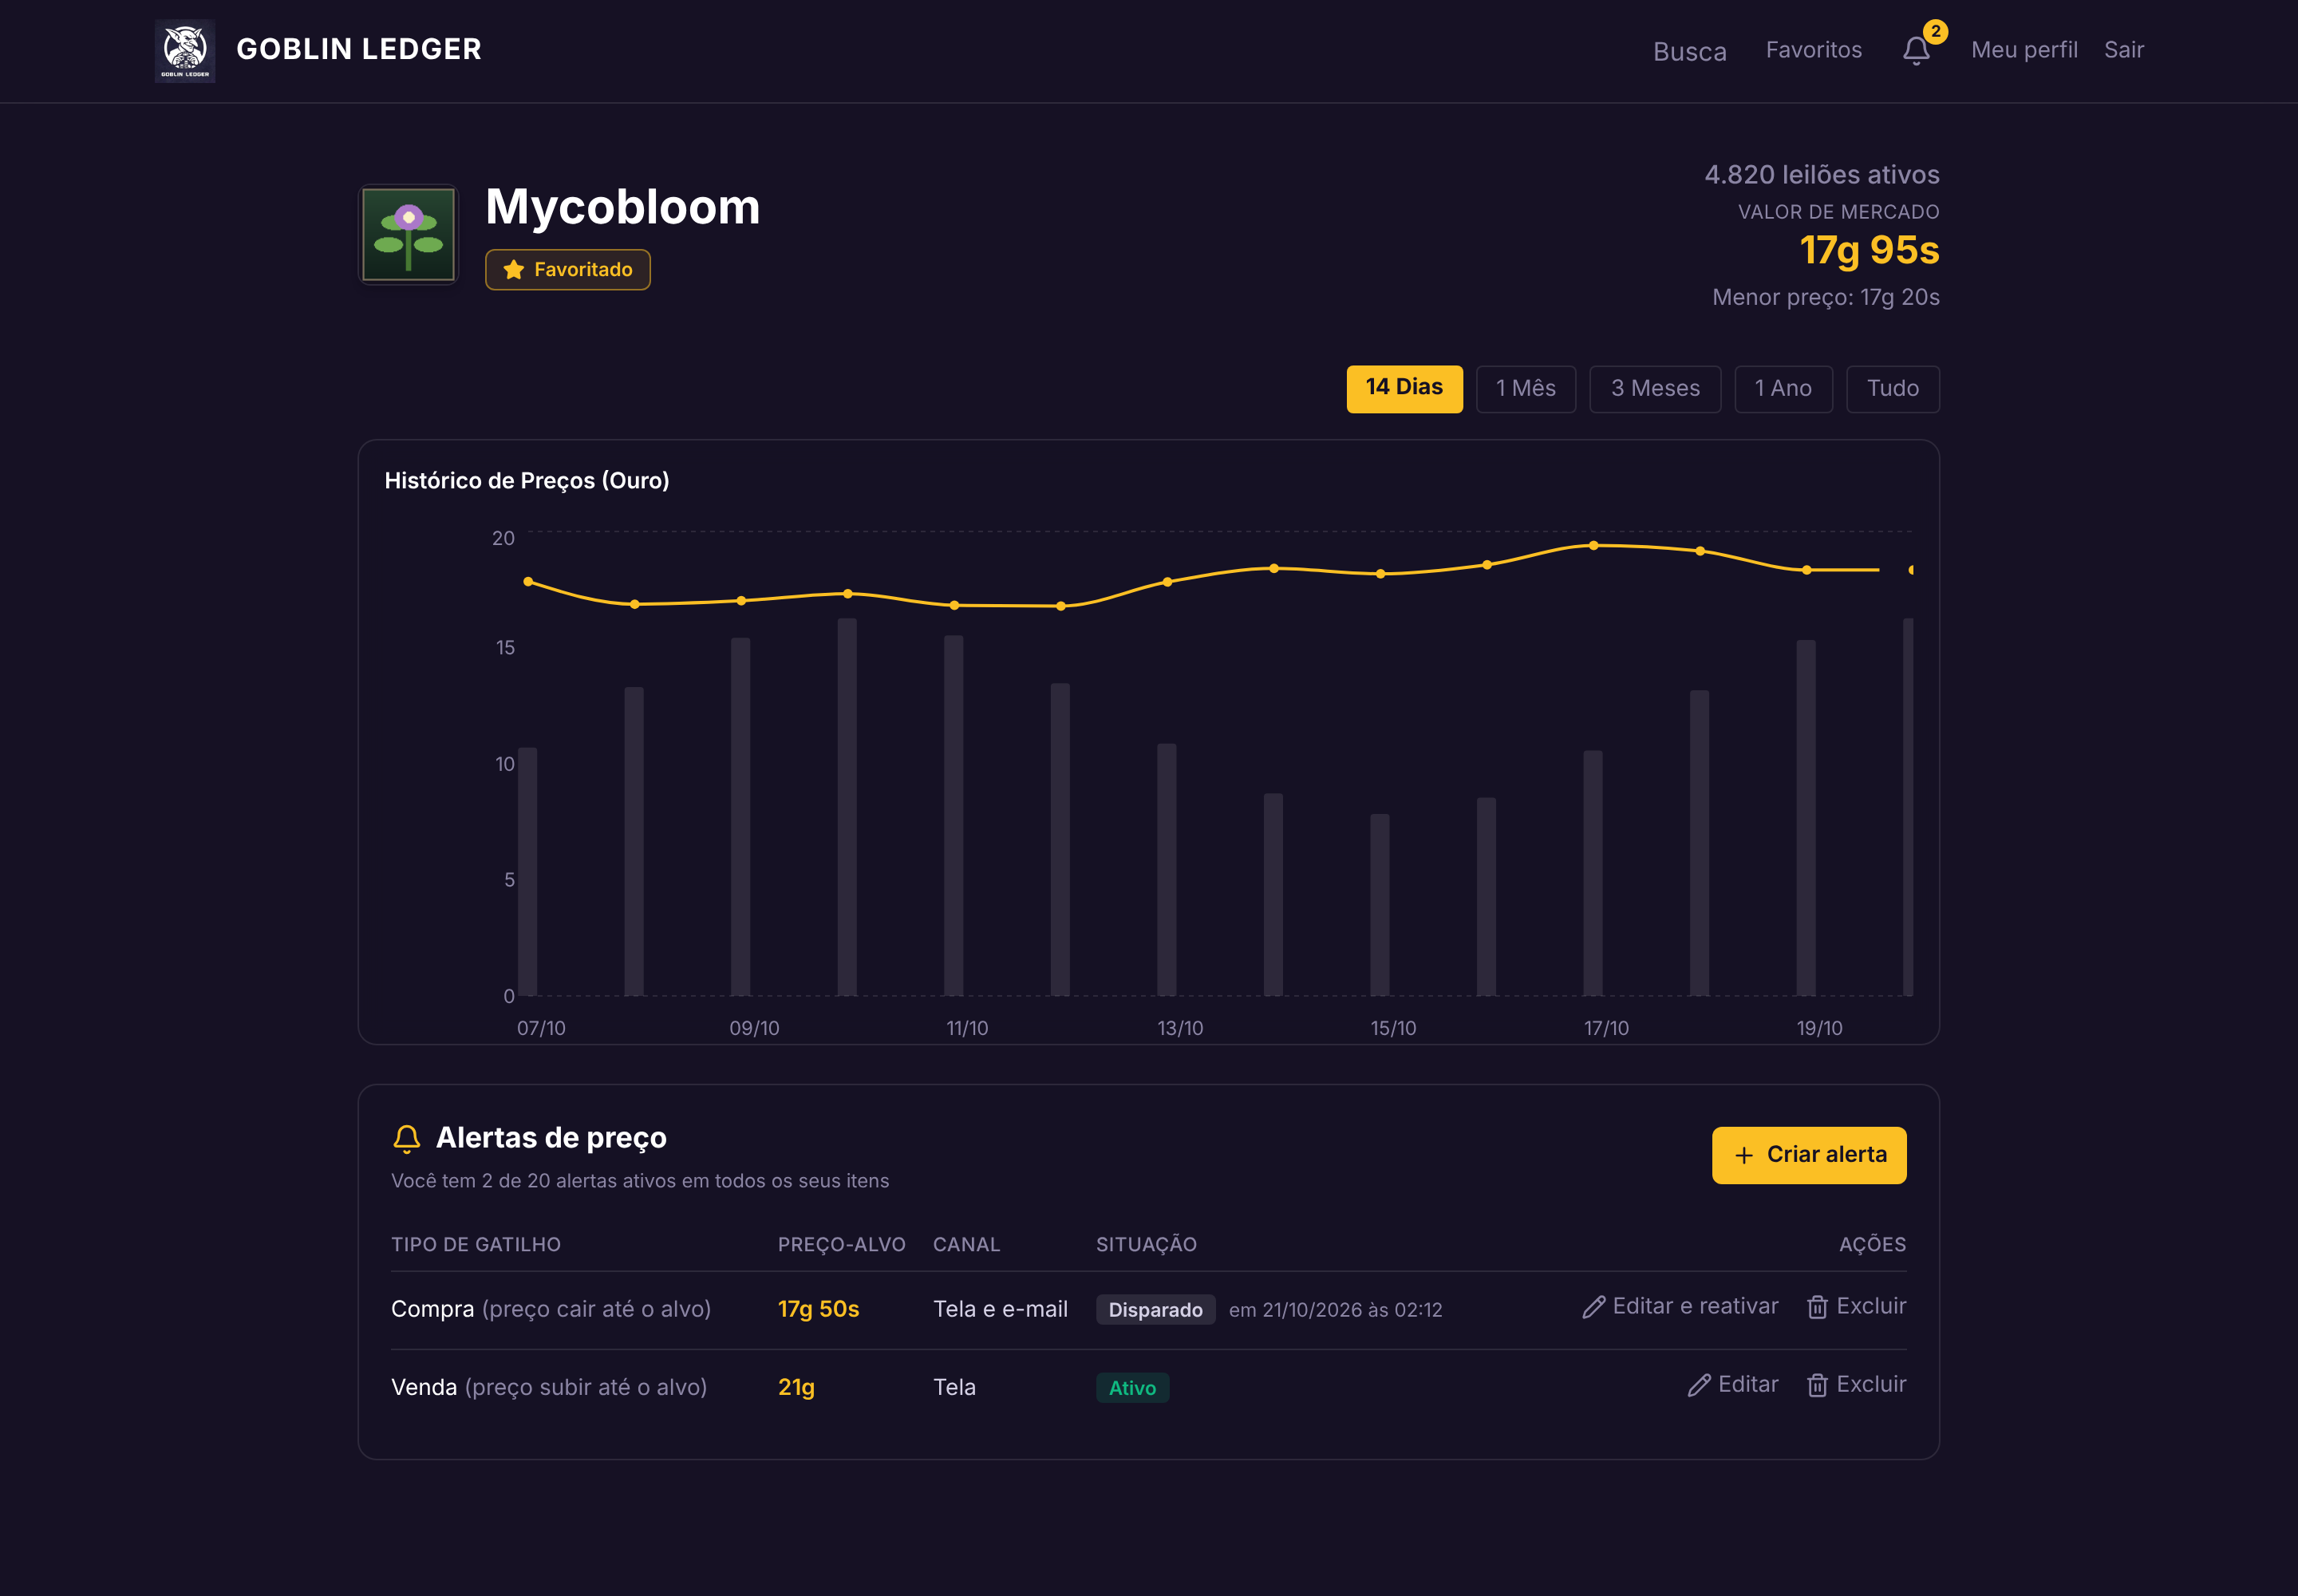 GOBLIN LEDGER
GOBLIN LEDGER
Busca
Favoritos
2
Meu perfil
Sair
Mycobloom
Favoritado
4.820 leilões ativos
VALOR DE MERCADO
17g 95s
Menor preço: 17g 20s
14 Dias
1 Mês
3 Meses
1 Ano
Tudo
Histórico de Preços (Ouro)
20
15
10
5
0
07/10
09/10
11/10
13/10
15/10
17/10
19/10
Alertas de preço
Você tem 2 de 20 alertas ativos em todos os seus itens
Criar alerta
TIPO DE GATILHO PREÇO-ALVO CANAL SITUAÇÃO AÇÕES
Compra (preço cair até o alvo) 17g 50s Tela e e-mail Disparado em 21/10/2026 às 02:12 Editar e reativar Excluir
Venda (preço subir até o alvo) 21g Tela Ativo Editar Excluir